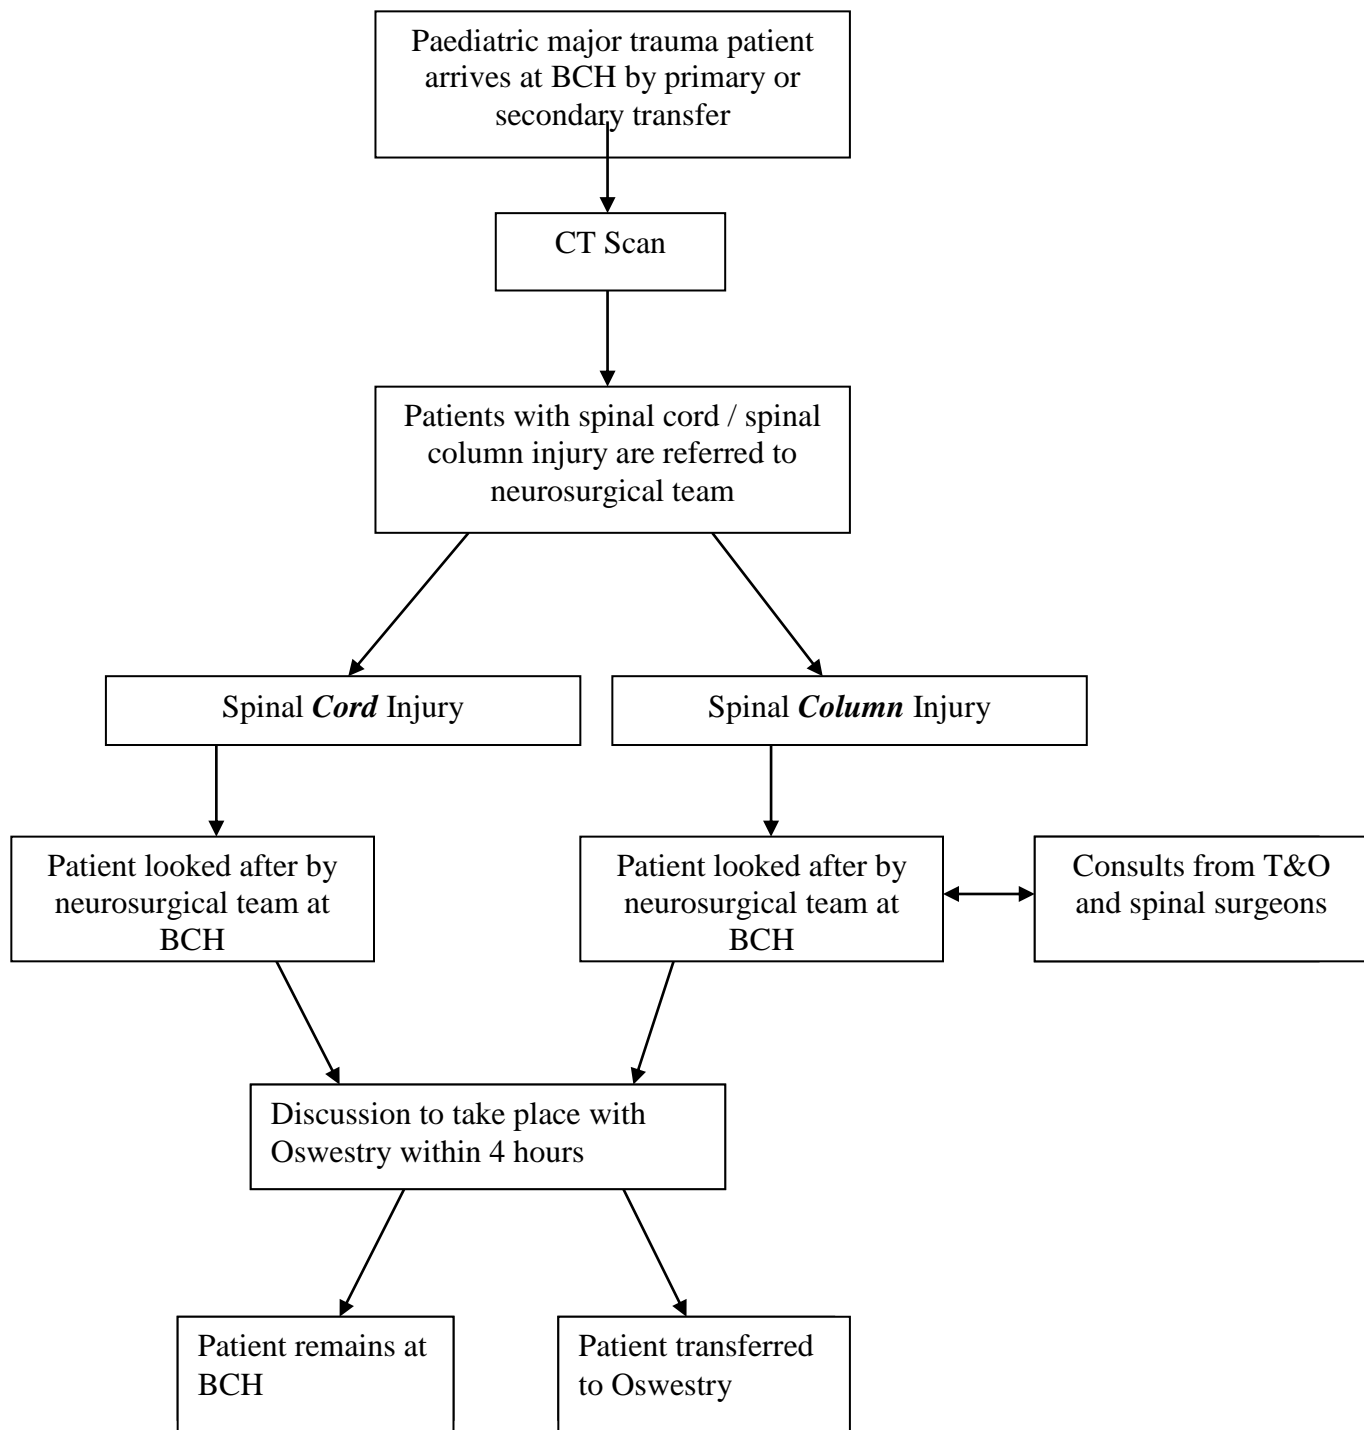 Paediatric major trauma patient
arrives at BCH by primary or
secondary transfer
CT Scan
Patients with spinal cord / spinal
column injury are referred to
neurosurgical team
Spinal Cord Injury
Spinal Column Injury
Patient looked after by
neurosurgical team at
BCH
Patient looked after by
neurosurgical team at
BCH
Consults from T&O
and spinal surgeons
Discussion to take place with
Oswestry within 4 hours
Patient remains at
BCH
Patient transferred
to Oswestry